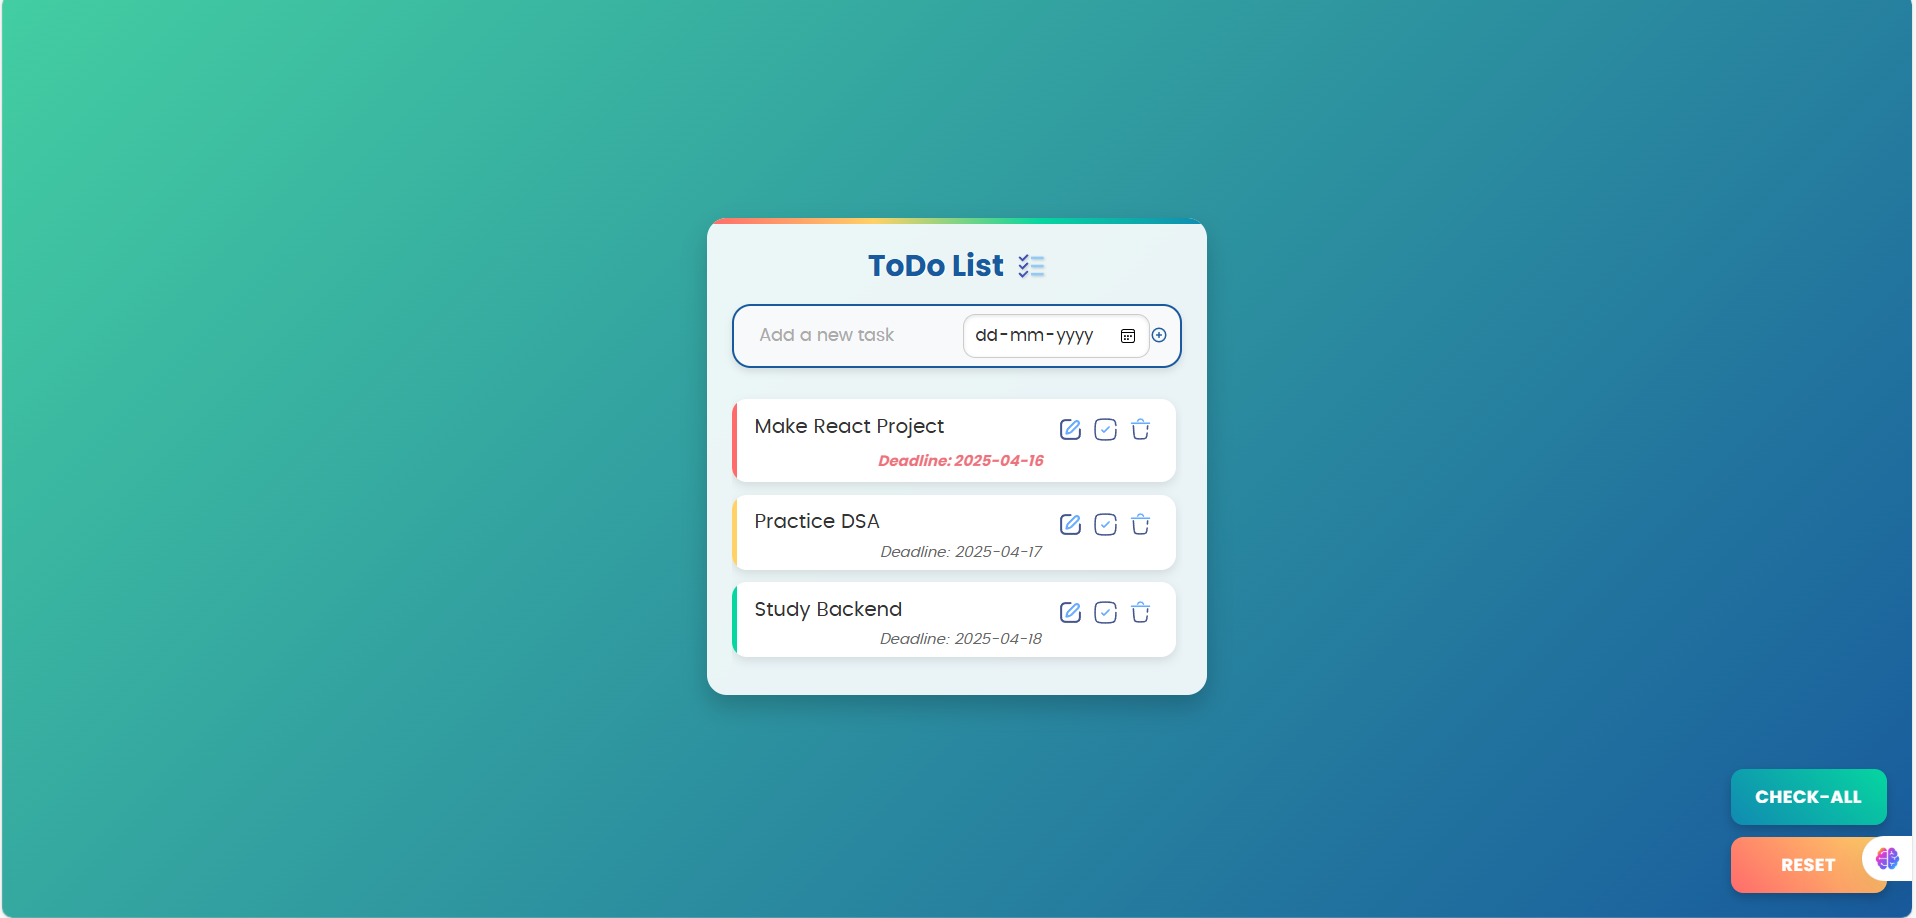 ToDo List
Add a new task
dd-mm-yyyy
Make React Project
Deadline: 2025-04-16
Practice DSA
Deadline: 2025-04-17
Study Backend
Deadline: 2025-04-18
CHECK-ALL
RESET